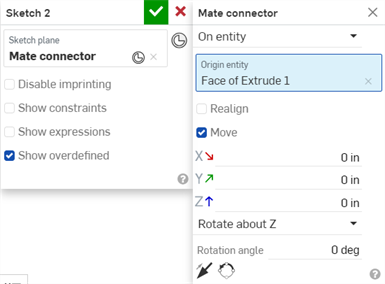 Sketch 2
Sketch plane
Mate connector
Disable imprinting
Show constraints
Show expressions
Show overdefined
Mate connector
On entity
Origin entity
Face of Extrude 1
Realign
Move
X 0 in
Y 0 in
Z 0 in
Rotate about Z
Rotation angle 0 deg